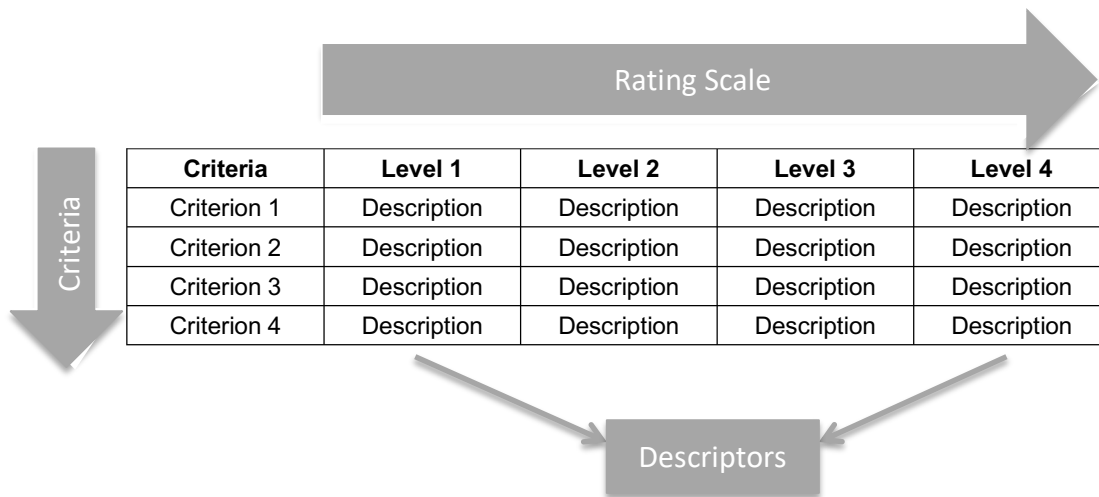 Rating Scale
Criteria
Criteria Level 1 Level 2 Level 3 Level 4
Criterion 1 Description Description Description Description
Criterion 2 Description Description Description Description
Criterion 3 Description Description Description Description
Criterion 4 Description Description Description Description
Descriptors